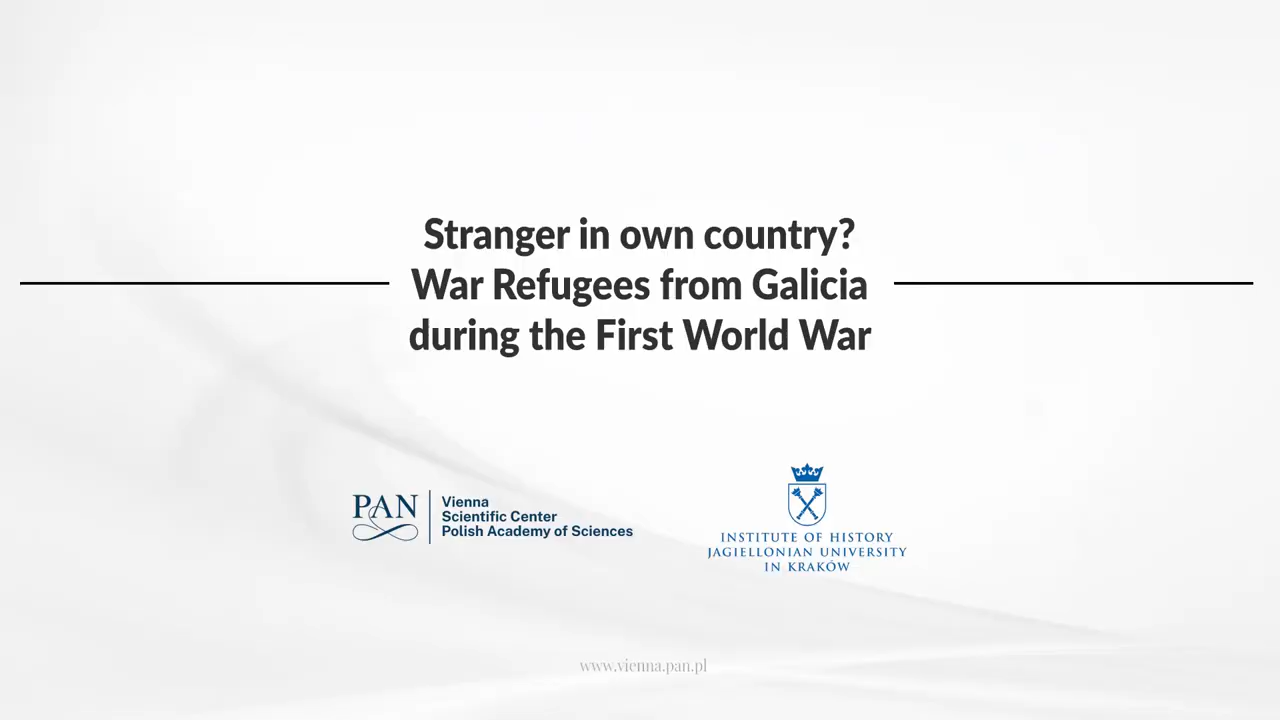 Stranger in own country?
War Refugees from Galicia
during the First World War
PAN
Vienna
Scientific Center
Polish Academy of Sciences
INSTITUTE OF HISTORY
JAGIELLONIAN UNIVERSITY
IN KRAKÓW
www.vienna.pan.pl